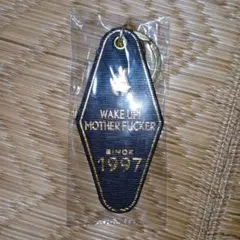 WAKE UP!
MOTHER FUCKER
SINCE
1997